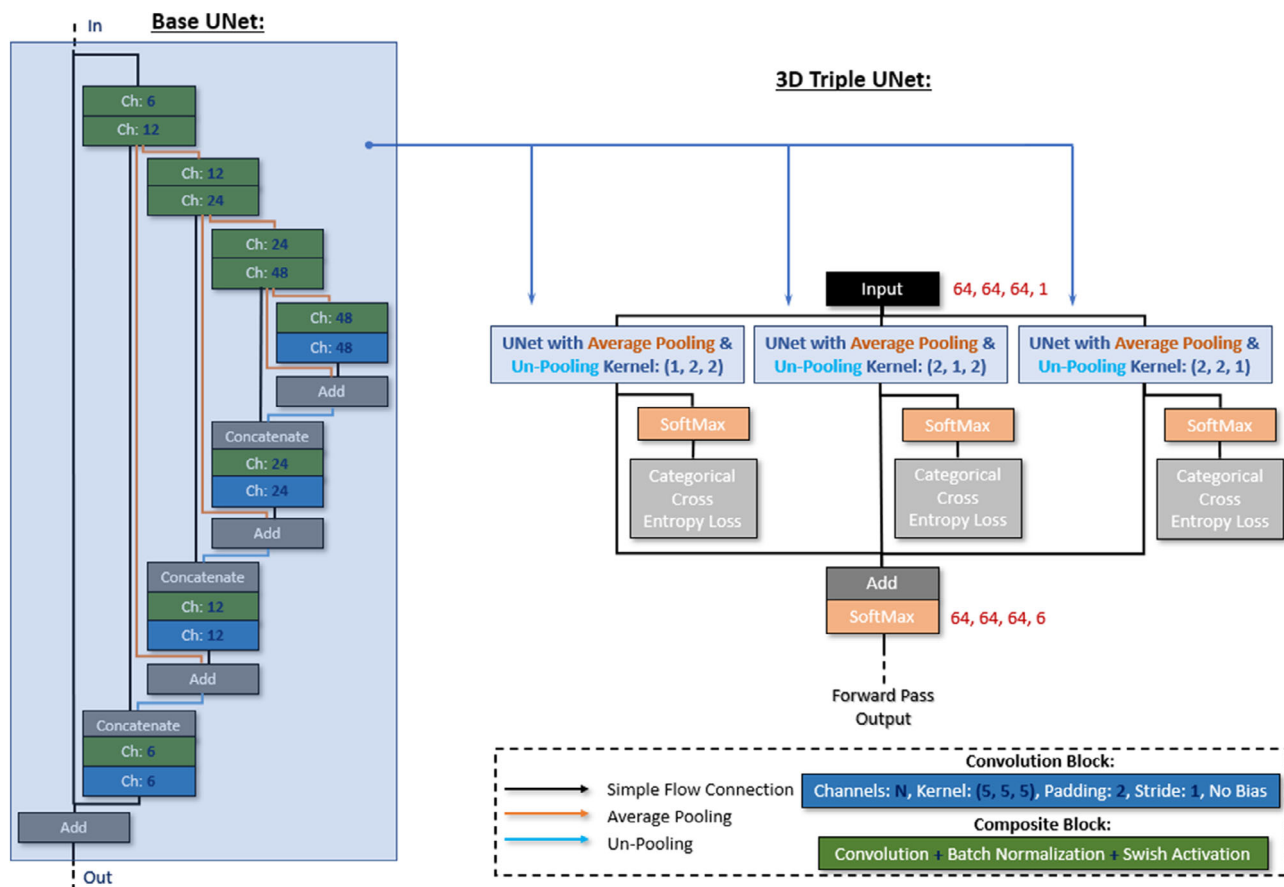 In
Base UNet:
Ch: 6
Ch: 12
Ch: 12
Ch: 24
Ch: 24
Ch: 48
Ch: 48
Ch: 48
Add
Concatenate
Ch: 24
Ch: 24
Add
Concatenate
Ch: 12
Ch: 12
Add
Concatenate
Ch: 6
Ch: 6
Add
Out
3D Triple UNet:
Input
64, 64, 64, 1
UNet with Average Pooling &
Un-Pooling Kernel: (1, 2, 2)
UNet with Average Pooling &
Un-Pooling Kernel: (2, 1, 2)
UNet with Average Pooling &
Un-Pooling Kernel: (2, 2, 1)
SoftMax
Categorical
Cross
Entropy Loss
SoftMax
Categorical
Cross
Entropy Loss
SoftMax
Categorical
Cross
Entropy Loss
Add
SoftMax
64, 64, 64, 6
Forward Pass
Output
Simple Flow Connection
Average Pooling
Un-Pooling
Convolution Block:
Channels: N, Kernel: (5, 5, 5), Padding: 2, Stride: 1, No Bias
Composite Block:
Convolution + Batch Normalization + Swish Activation